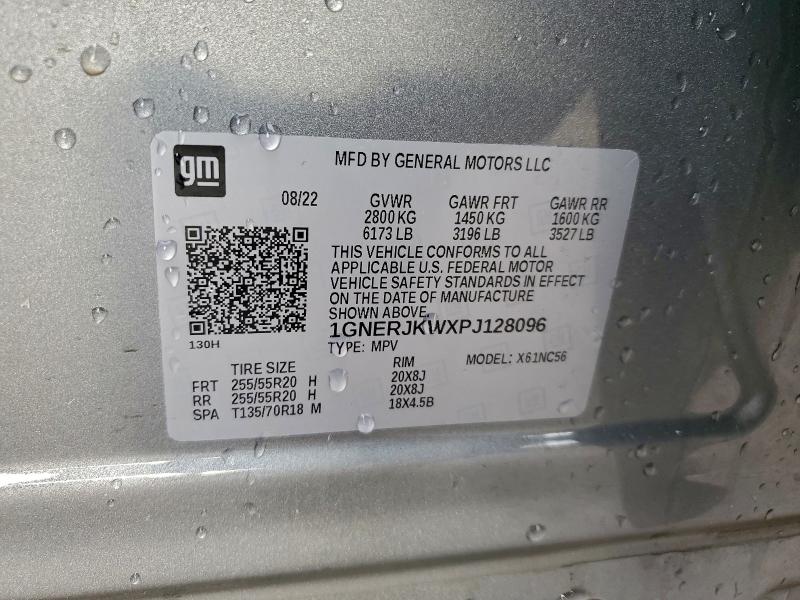 gm
MFD BY GENERAL MOTORS LLC
08/22 GVWR GAWR FRT GAWR RR
2800 KG 1450 KG 1600 KG
6173 LB 3196 LB 3527 LB
THIS VEHICLE CONFORMS TO ALL
APPLICABLE U.S. FEDERAL MOTOR
VEHICLE SAFETY STANDARDS IN EFFECT
ON THE DATE OF MANUFACTURE
SHOWN ABOVE.
1GNERJKWXPJ128096
130H
TYPE: MPV MODEL: X61NC56
TIRE SIZE RIM
FRT 255/55R20 H 20X8J
RR 255/55R20 H 20X8J
SPA T135/70R18 M 18X4.5B